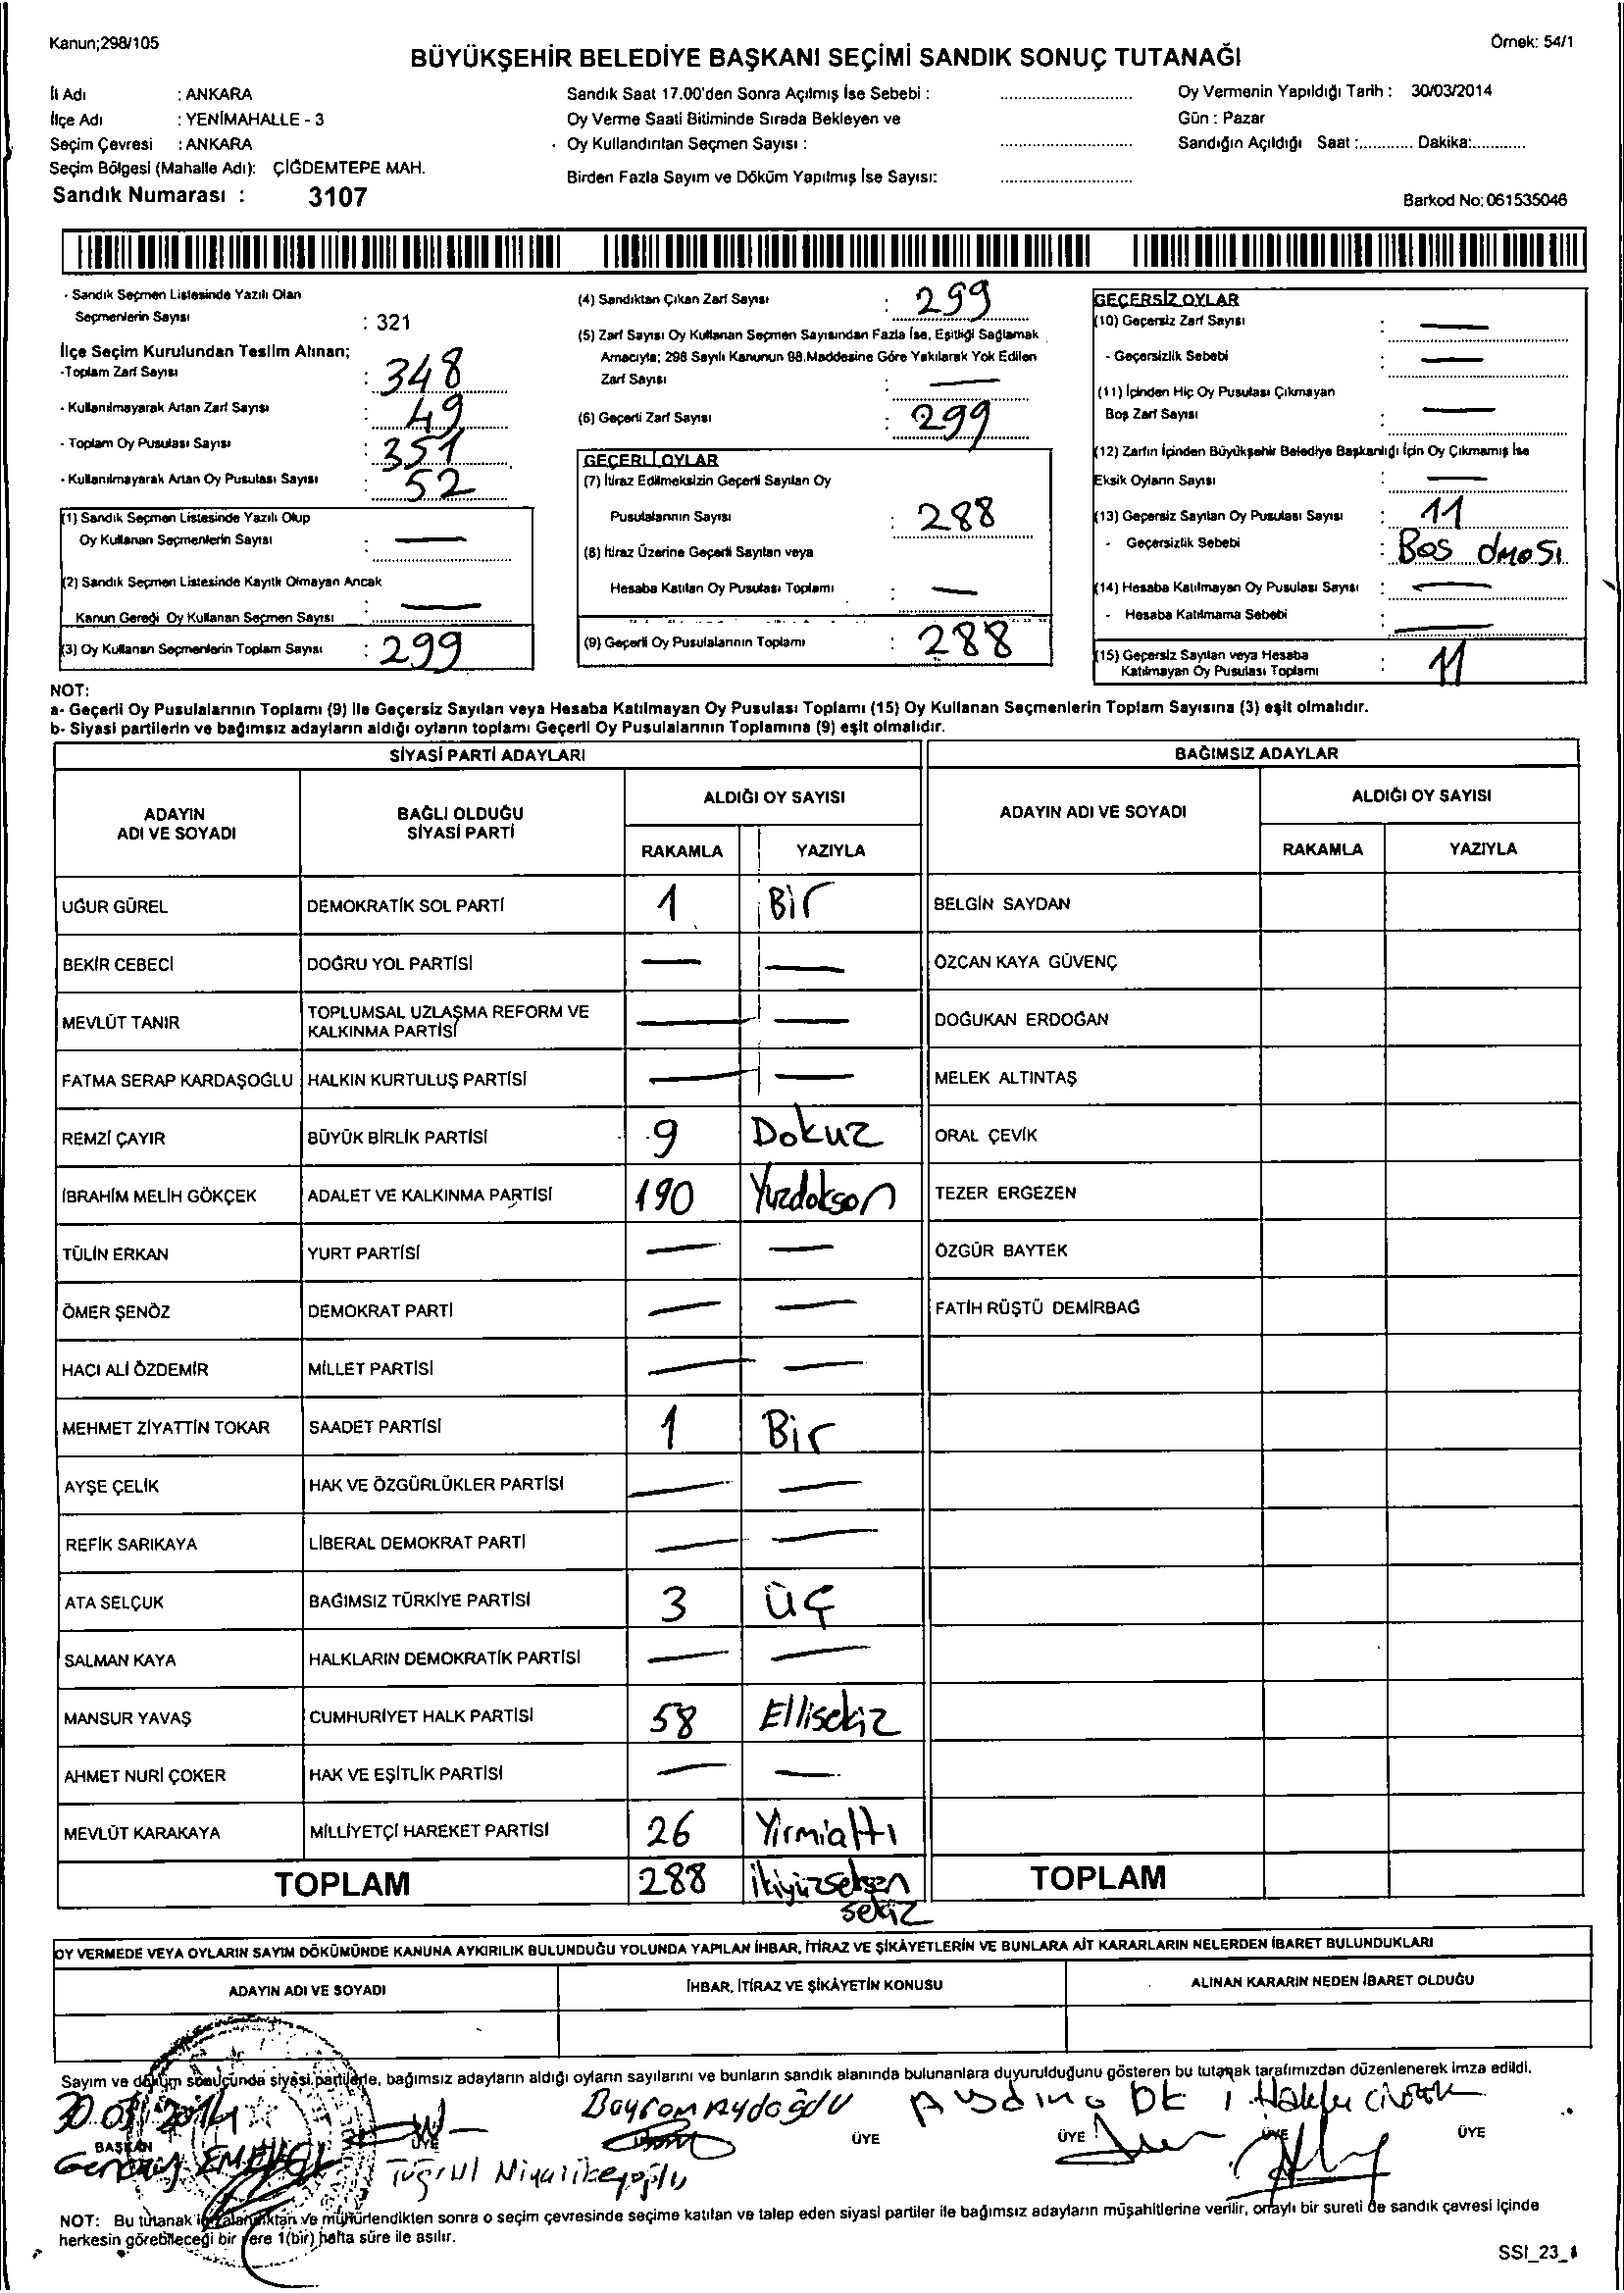 Kanun;298/105
Örnek: 54/1
BÜYÜKŞEHİR BELEDİYE BAŞKANI SEÇİMİ SANDIK SONUÇ TUTANAĞI
İl Adı : ANKARA
İlçe Adı : YENİMAHALLE - 3
Seçim Çevresi : ANKARA
Seçim Bölgesi (Mahalle Adı): ÇİĞDEMTEPE MAH.
Sandık Numarası : 3107
Sandık Saat 17.00'den Sonra Açılmış İse Sebebi : ............................
Oy Verme Saati Bitiminde Sırada Bekleyen ve
Oy Kullandırılan Seçmen Sayısı : ............................
Birden Fazla Sayım ve Döküm Yapılmış İse Sayısı: ............................
Oy Vermenin Yapıldığı Tarih : 30/03/2014
Gün : Pazar
Sandığın Açıldığı Saat :............ Dakika:............
Barkod No: 061535046
- Sandık Seçmen Listesinde Yazılı Olan
Seçmenlerin Sayısı : 321
İlçe Seçim Kurulundan Teslim Alınan;
-Toplam Zarf Sayısı : 348
- Kullanılmayarak Artan Zarf Sayısı : 49
- Toplam Oy Pusulası Sayısı : 351
- Kullanılmayarak Artan Oy Pusulası Sayısı : 52
(1) Sandık Seçmen Listesinde Yazılı Olup
Oy Kullanan Seçmenlerin Sayısı : —
(2) Sandık Seçmen Listesinde Kayıtlı Olmayan Ancak
Kanun Gereği Oy Kullanan Seçmen Sayısı : —
(3) Oy Kullanan Seçmenlerin Toplam Sayısı : 299
(4) Sandıktan Çıkan Zarf Sayısı : 299
(5) Zarf Sayısı Oy Kullanan Seçmen Sayısından Fazla İse, Eşitliği Sağlamak
Amacıyla; 298 Sayılı Kanunun 98.Maddesine Göre Yakılarak Yok Edilen
Zarf Sayısı : —
(6) Geçerli Zarf Sayısı : 299
GEÇERLİ OYLAR
(7) İtiraz Edilmeksizin Geçerli Sayılan Oy
Pusulalarının Sayısı : 288
(8) İtiraz Üzerine Geçerli Sayılan veya
Hesaba Katılan Oy Pusulası Toplamı : —
(9) Geçerli Oy Pusulalarının Toplamı : 288
GEÇERSİZ OYLAR
(10) Geçersiz Zarf Sayısı : —
- Geçersizlik Sebebi : —
(11) İçinden Hiç Oy Pusulası Çıkmayan
Boş Zarf Sayısı : —
(12) Zarfın İçinden Büyükşehir Belediye Başkanlığı İçin Oy Çıkmamış İse
Eksik Oyların Sayısı : —
(13) Geçersiz Sayılan Oy Pusulası Sayısı : 11
- Geçersizlik Sebebi : Bos olması
(14) Hesaba Katılmayan Oy Pusulası Sayısı : —
- Hesaba Katılmama Sebebi : —
(15) Geçersiz Sayılan veya Hesaba
Katılmayan Oy Pusulası Toplamı : 11
NOT:
a- Geçerli Oy Pusulalarının Toplamı (9) İle Geçersiz Sayılan veya Hesaba Katılmayan Oy Pusulası Toplamı (15) Oy Kullanan Seçmenlerin Toplam Sayısına (3) eşit olmalıdır.
b- Siyasi partilerin ve bağımsız adayların aldığı oyların toplamı Geçerli Oy Pusulalarının Toplamına (9) eşit olmalıdır.
SİYASİ PARTİ ADAYLARI
BAĞIMSIZ ADAYLAR
ADAYIN
ADI VE SOYADI
BAĞLI OLDUĞU
SİYASİ PARTİ
ALDIĞI OY SAYISI
RAKAMLA YAZIYLA
ADAYIN ADI VE SOYADI
ALDIĞI OY SAYISI
RAKAMLA YAZIYLA
UĞUR GÜREL DEMOKRATİK SOL PARTİ 1 Bir BELGİN SAYDAN
BEKİR CEBECİ DOĞRU YOL PARTİSİ — — ÖZCAN KAYA GÜVENÇ
MEVLÜT TANIR TOPLUMSAL UZLAŞMA REFORM VE
KALKINMA PARTİSİ — — DOĞUKAN ERDOĞAN
FATMA SERAP KARDAŞOĞLU HALKIN KURTULUŞ PARTİSİ — — MELEK ALTINTAŞ
REMZİ ÇAYIR BÜYÜK BİRLİK PARTİSİ 9 Dokuz ORAL ÇEVİK
İBRAHİM MELİH GÖKÇEK ADALET VE KALKINMA PARTİSİ 190 Yüzdokson TEZER ERGEZEN
TÜLİN ERKAN YURT PARTİSİ — — ÖZGÜR BAYTEK
ÖMER ŞENÖZ DEMOKRAT PARTİ — — FATİH RÜŞTÜ DEMİRBAĞ
HACI ALİ ÖZDEMİR MİLLET PARTİSİ — —
MEHMET ZİYATTİN TOKAR SAADET PARTİSİ 1 Bir
AYŞE ÇELİK HAK VE ÖZGÜRLÜKLER PARTİSİ — —
REFİK SARIKAYA LİBERAL DEMOKRAT PARTİ — —
ATA SELÇUK BAĞIMSIZ TÜRKİYE PARTİSİ 3 üç
SALMAN KAYA HALKLARIN DEMOKRATİK PARTİSİ — —
MANSUR YAVAŞ CUMHURİYET HALK PARTİSİ 58 Ellisekiz
AHMET NURİ ÇOKER HAK VE EŞİTLİK PARTİSİ — —
MEVLÜT KARAKAYA MİLLİYETÇİ HAREKET PARTİSİ 26 Yirmialtı
TOPLAM 288 ikiyüzseksen
sekiz
TOPLAM
OY VERMEDE VEYA OYLARIN SAYIM DÖKÜMÜNDE KANUNA AYKIRILIK BULUNDUĞU YOLUNDA YAPILAN İHBAR, İTİRAZ VE ŞİKÂYETLERİN VE BUNLARA AİT KARARLARIN NELERDEN İBARET BULUNDUKLARI
ADAYIN ADI VE SOYADI İHBAR, İTİRAZ VE ŞİKÂYETİN KONUSU ALINAN KARARIN NEDEN İBARET OLDUĞU
Sayım ve döküm sonucunda siyasi partilerle, bağımsız adayların aldığı oyların sayılarını ve bunların sandık alanında bulunanlara duyurulduğunu gösteren bu tutanak tarafımızdan düzenlenerek imza edildi.
30.03.2014 Bayram Aydoğdu
BAŞKAN ÜYE ÜYE ÜYE ÜYE ÜYE
Tuğrul
NOT: Bu tutanak imzalandıktan ve mühürlendikten sonra o seçim çevresinde seçime katılan ve talep eden siyasi partiler ile bağımsız adayların müşahitlerine verilir, onaylı bir sureti de sandık çevresi içinde
herkesin görebileceği bir yere 1(bir) hafta süre ile asılır.
SSI_23_1